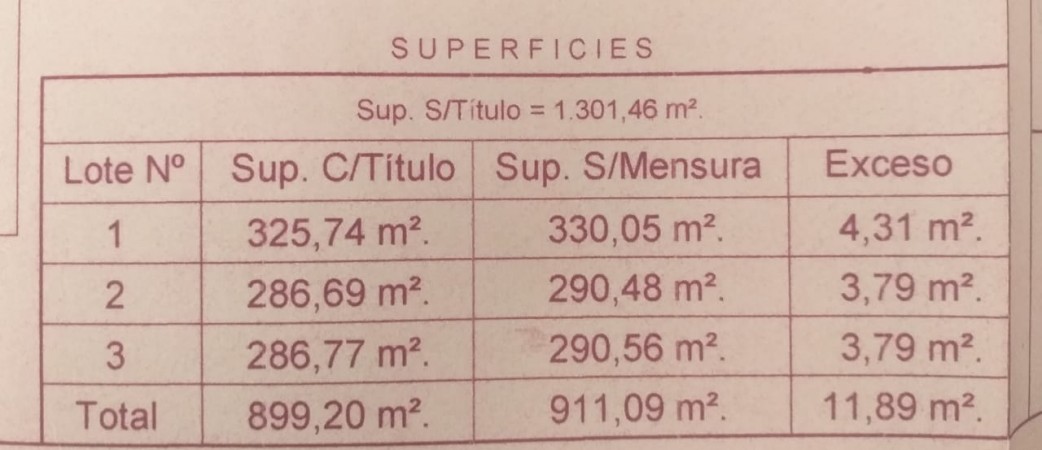 SUPERFICIES
Sup. S/Título = 1.301,46 m².
Lote Nº Sup. C/Título Sup. S/Mensura Exceso
1 325,74 m². 330,05 m². 4,31 m².
2 286,69 m². 290,48 m². 3,79 m².
3 286,77 m². 290,56 m². 3,79 m².
Total 899,20 m². 911,09 m². 11,89 m².